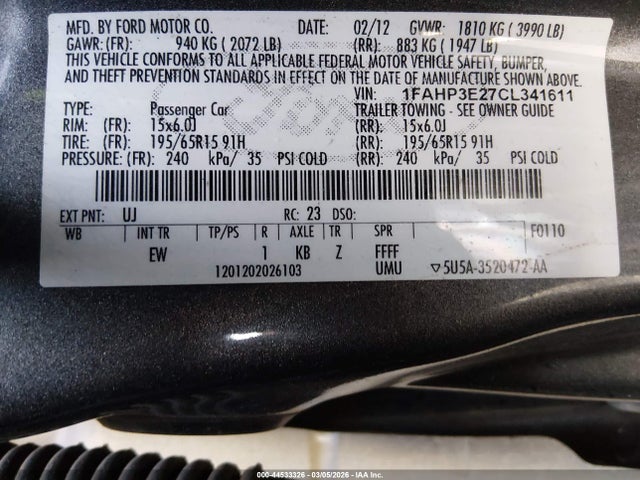 MFD. BY FORD MOTOR CO. DATE: 02/12 GVWR: 1810 KG ( 3990 LB)
GAWR: (FR): 940 KG ( 2072 LB) (RR): 883 KG ( 1947 LB)
THIS VEHICLE CONFORMS TO ALL APPLICABLE FEDERAL MOTOR VEHICLE SAFETY, BUMPER,
AND THEFT PREVENTION STANDARDS IN EFFECT ON THE DATE OF MANUFACTURE SHOWN ABOVE.
VIN: 1FAHP3E27CL341611
TYPE: Passenger Car TRAILER TOWING - SEE OWNER GUIDE
RIM: (FR): 15x6.0J (RR): 15x6.0J
TIRE: (FR): 195/65R15 91H (RR): 195/65R15 91H
PRESSURE: (FR): 240 kPa/ 35 PSI COLD (RR): 240 kPa/ 35 PSI COLD
EXT PNT: UJ RC: 23 DSO: F0110
WB INT TR TP/PS R AXLE TR SPR
EW 1 KB Z FFFF
1201202026103 UMU ▽5U5A-3520472-AA
000-44533326 - 03/05/2026 - IAA Inc.